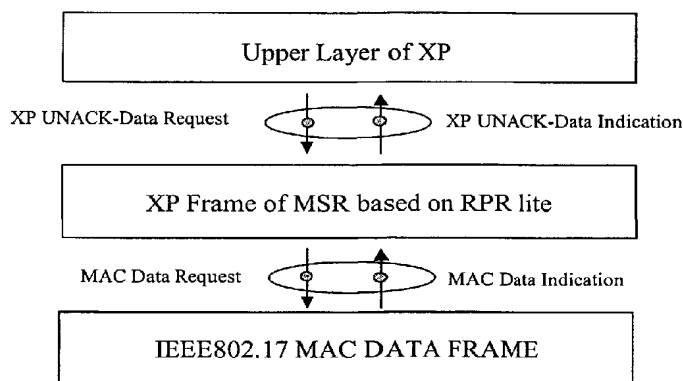 Upper Layer of XP
XP UNACK-Data Request
XP UNACK-Data Indication
XP Frame of MSR based on RPR lite
MAC Data Request
MAC Data Indication
IEEE802.17 MAC DATA FRAME